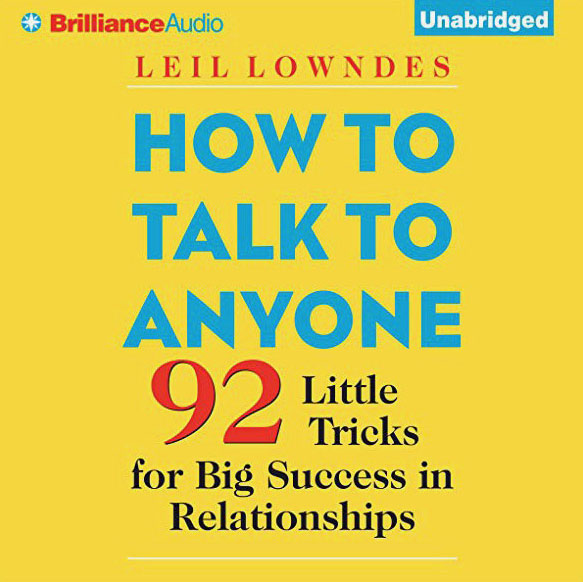 BrillianceAudio
Unabridged
LEIL LOWNDES
HOW TO
TALK TO
ANYONE
92 Little
Tricks
for Big Success in
Relationships